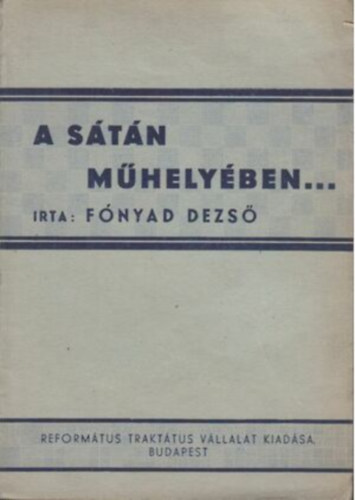 A SÁTÁN
MŰHELYÉBEN...
IRTA: FÓNYAD DEZSŐ
REFORMÁTUS TRAKTÁTUS VÁLLALAT KIADÁSA,
BUDAPEST